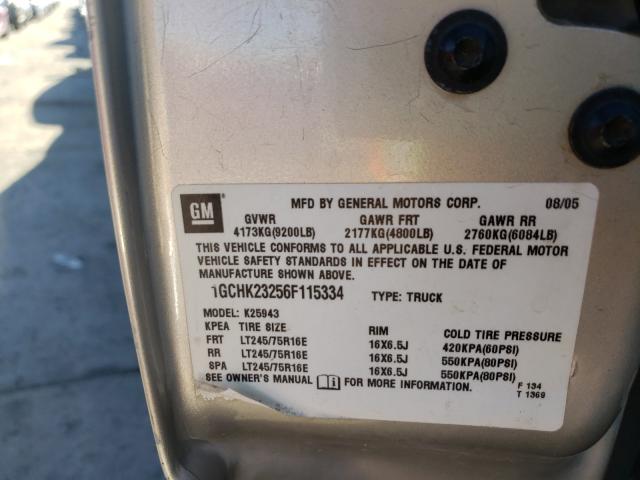 GM MFD BY GENERAL MOTORS CORP. 08/05
GVWR GAWR FRT GAWR RR
4173KG(9200LB) 2177KG(4800LB) 2760KG(6084LB)
THIS VEHICLE CONFORMS TO ALL APPLICABLE U.S. FEDERAL MOTOR
VEHICLE SAFETY STANDARDS IN EFFECT ON THE DATE OF
MANUFACTURE SHOWN ABOVE.
1GCHK23256F115334 TYPE: TRUCK
MODEL: K25943
KPEA TIRE SIZE RIM COLD TIRE PRESSURE
FRT LT245/75R16E 16X6.5J 420KPA(60PSI)
RR LT245/75R16E 16X6.5J 550KPA(80PSI)
SPA LT245/75R16E 16X6.5J 550KPA(80PSI)
SEE OWNER'S MANUAL FOR MORE INFORMATION. F 134
T 1369